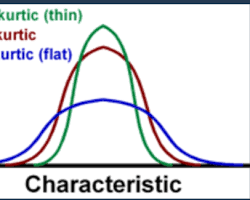 kurtic (thin)
kurtic
urtic (flat)
Characteristic